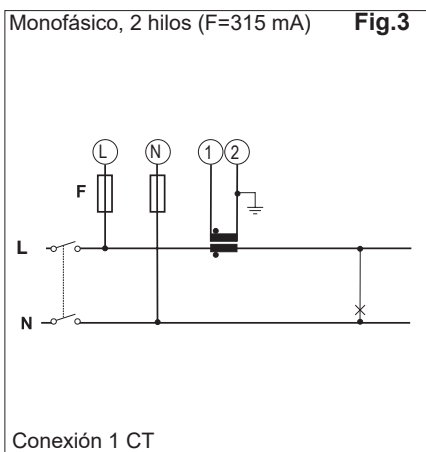 Monofásico, 2 hilos (F=315 mA) Fig.3
L N 1 2
F
L
N
Conexión 1 CT